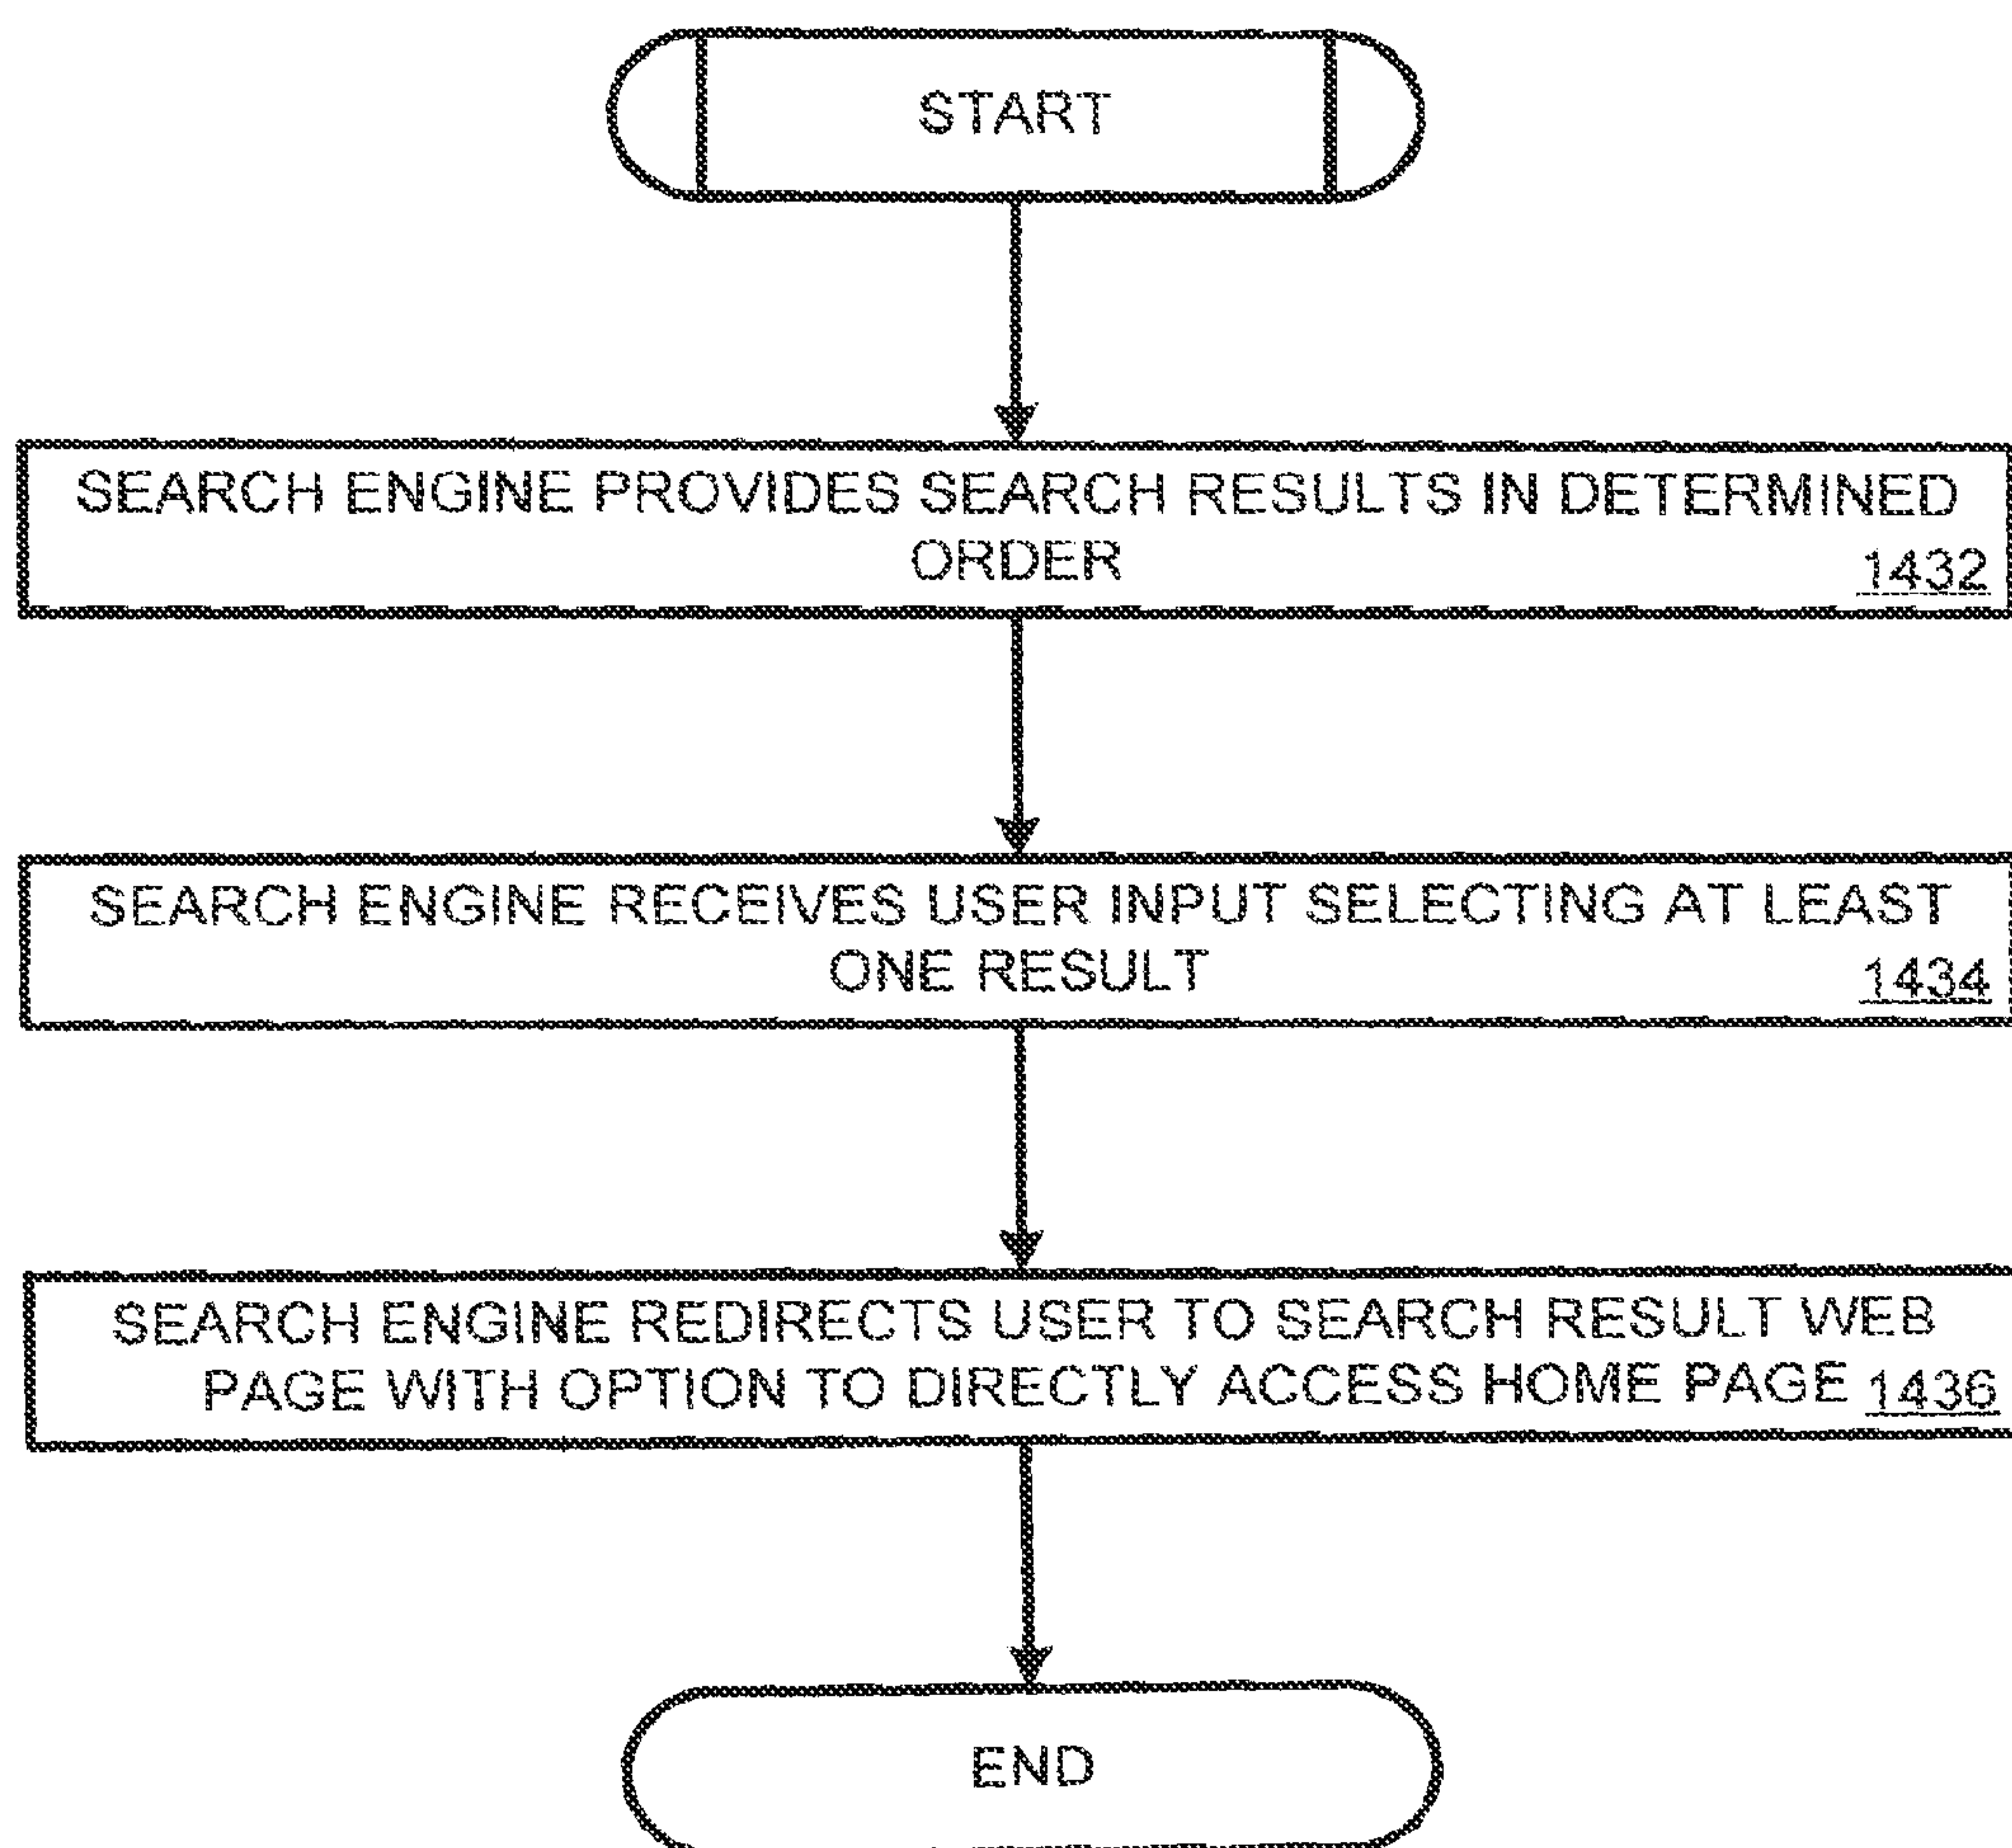 START
SEARCH ENGINE PROVIDES SEARCH RESULTS IN DETERMINED
ORDER
1432
SEARCH ENGINE RECEIVES USER INPUT SELECTING AT LEAST
ONE RESULT
1434
SEARCH ENGINE REDIRECTS USER TO SEARCH RESULT WEB
PAGE WITH OPTION TO DIRECTLY ACCESS HOME PAGE 1436
END